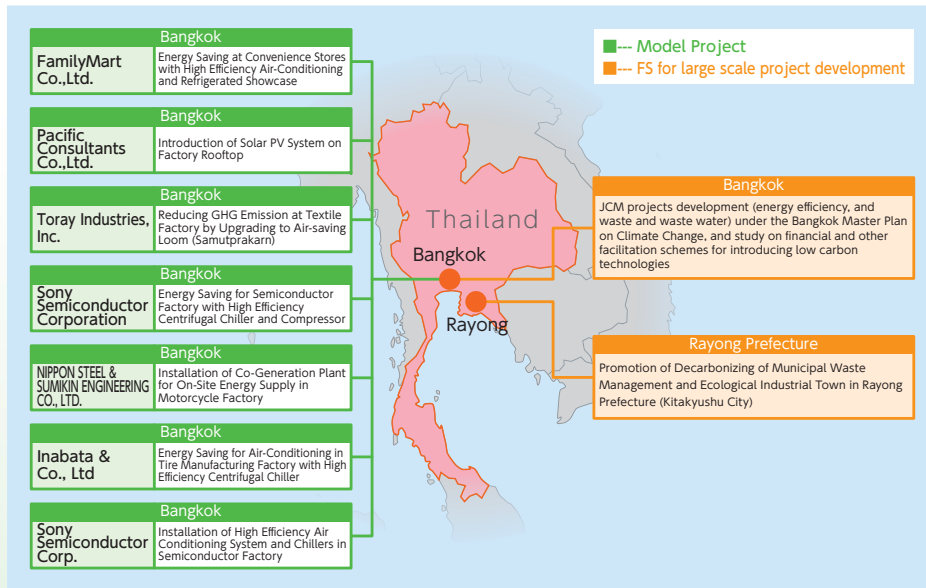 Bangkok
FamilyMart
Co.,Ltd.
Energy Saving at Convenience Stores
with High Efficiency Air-Conditioning
and Refrigerated Showcase
Bangkok
Pacific
Consultants
Co.,Ltd.
Introduction of Solar PV System on
Factory Rooftop
Bangkok
Toray Industries,
Inc.
Reducing GHG Emission at Textile
Factory by Upgrading to Air-saving
Loom (Samutprakarn)
Bangkok
Sony
Semiconductor
Corporation
Energy Saving for Semiconductor
Factory with High Efficiency
Centrifugal Chiller and Compressor
Bangkok
NIPPON STEEL &
SUMIKIN ENGINEERING
CO., LTD.
Installation of Co-Generation Plant
for On-Site Energy Supply in
Motorcycle Factory
Bangkok
Inabata &
Co., Ltd
Energy Saving for Air-Conditioning in
Tire Manufacturing Factory with High
Efficiency Centrifugal Chiller
Bangkok
Sony
Semiconductor
Corp.
Installation of High Efficiency Air
Conditioning System and Chillers in
Semiconductor Factory
Thailand
Bangkok
Rayong
■--- Model Project
■--- FS for large scale project development
Bangkok
JCM projects development (energy efficiency, and
waste and waste water) under the Bangkok Master Plan
on Climate Change, and study on financial and other
facilitation schemes for introducing low carbon
technologies
Rayong Prefecture
Promotion of Decarbonizing of Municipal Waste
Management and Ecological Industrial Town in Rayong
Prefecture (Kitakyushu City)